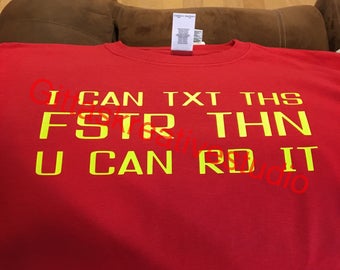 I CAN TXT THS
FSTR THN
U CAN RD IT